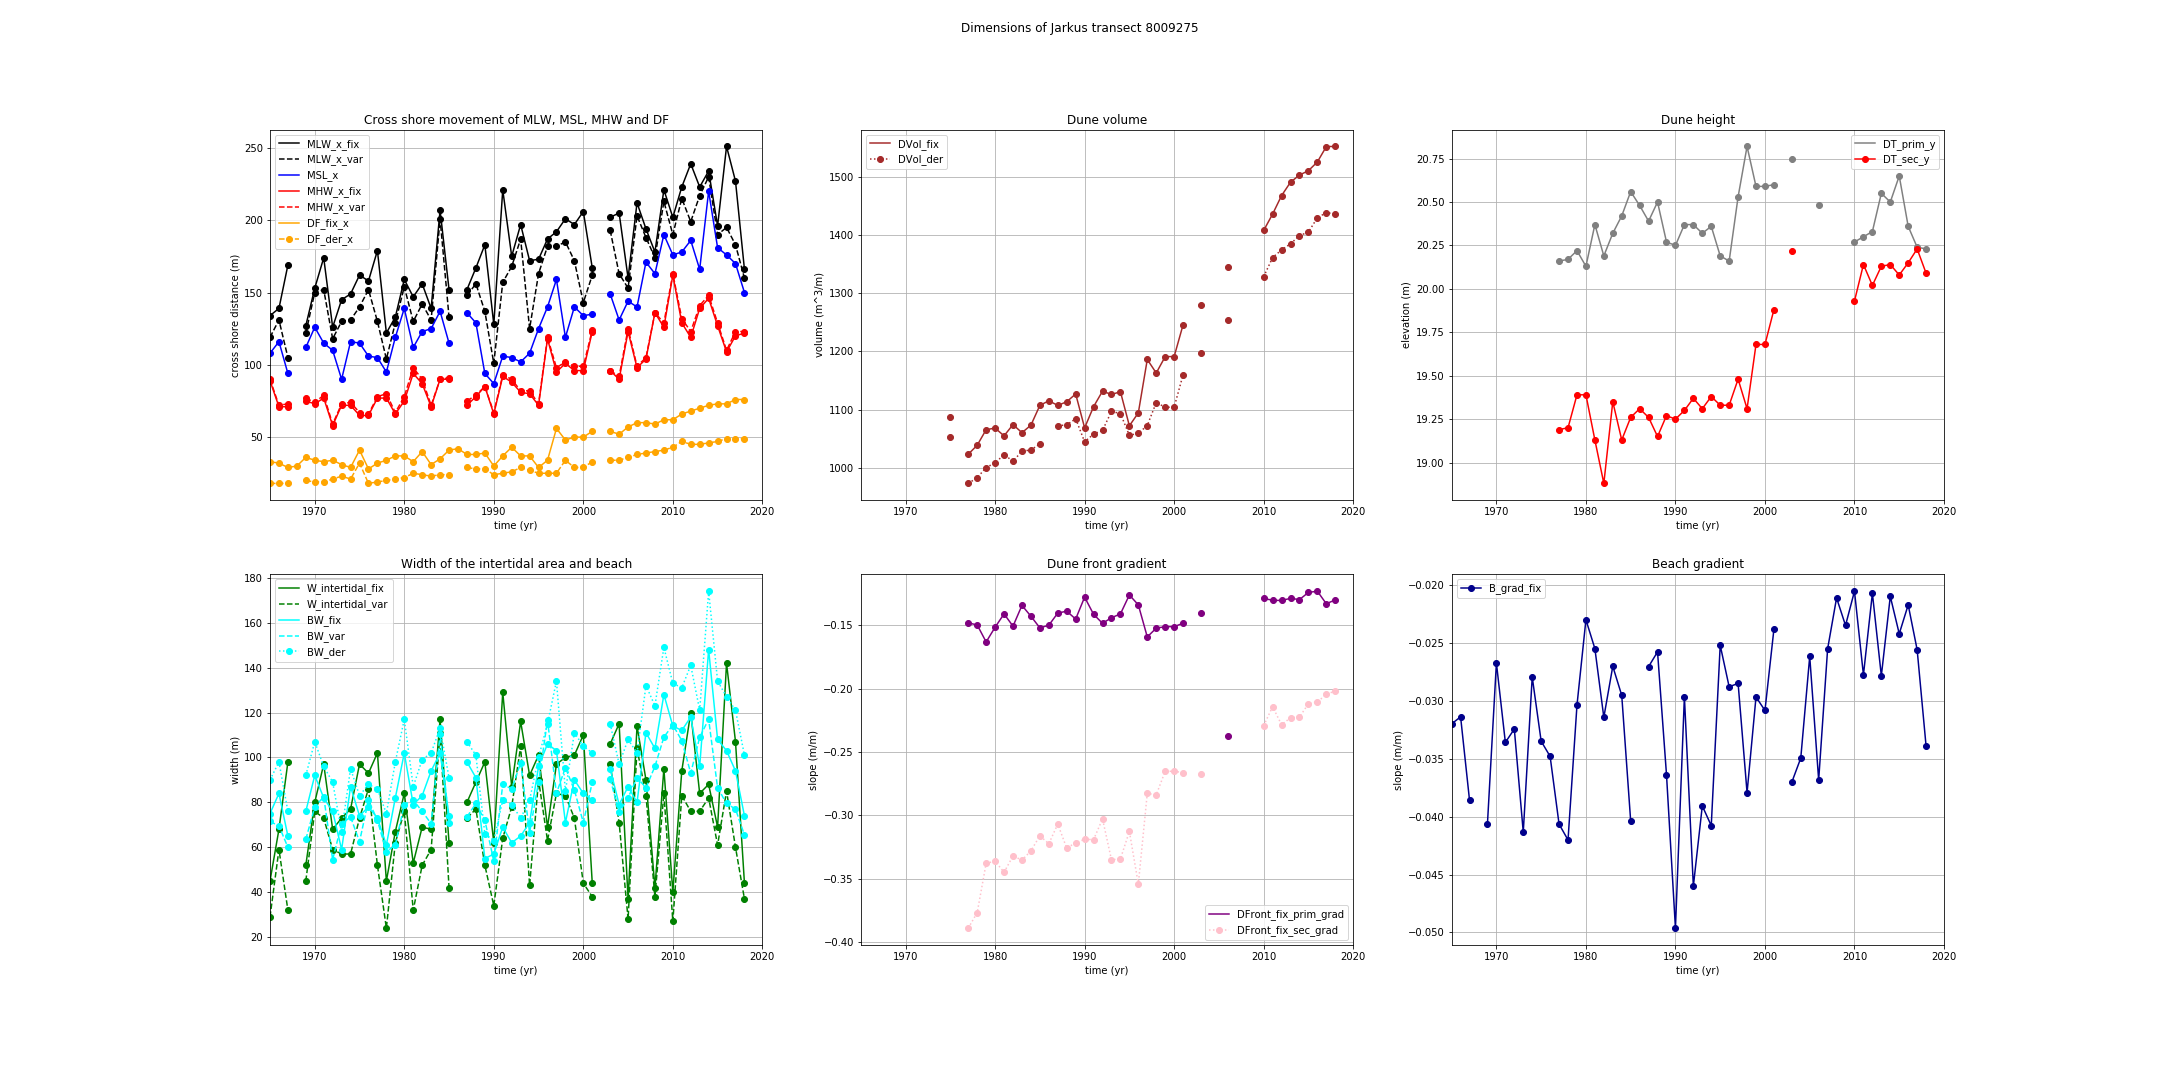 Dimensions of Jarkus transect 8009275
Cross shore movement of MLW, MSL, MHW and DF
MLW_x_fix
MLW_x_var
MSL_x
MHW_x_fix
MHW_x_var
DF_fix_x
DF_der_x
250
200
150
100
50
cross shore distance (m)
1970 1980 1990 2000 2010 2020
time (yr)
Dune volume
DVol_fix
DVol_der
1500
1400
1300
1200
1100
1000
volume (m^3/m)
1970 1980 1990 2000 2010 2020
time (yr)
Dune height
DT_prim_y
DT_sec_y
20.75
20.50
20.25
20.00
19.75
19.50
19.25
19.00
elevation (m)
1970 1980 1990 2000 2010 2020
time (yr)
Width of the intertidal area and beach
W_intertidal_fix
W_intertidal_var
BW_fix
BW_var
BW_der
180
160
140
120
100
80
60
40
20
width (m)
1970 1980 1990 2000 2010 2020
time (yr)
Dune front gradient
−0.15
−0.20
−0.25
−0.30
−0.35
−0.40
slope (m/m)
DFront_fix_prim_grad
DFront_fix_sec_grad
1970 1980 1990 2000 2010 2020
time (yr)
Beach gradient
B_grad_fix
−0.020
−0.025
−0.030
−0.035
−0.040
−0.045
−0.050
slope (m/m)
1970 1980 1990 2000 2010 2020
time (yr)